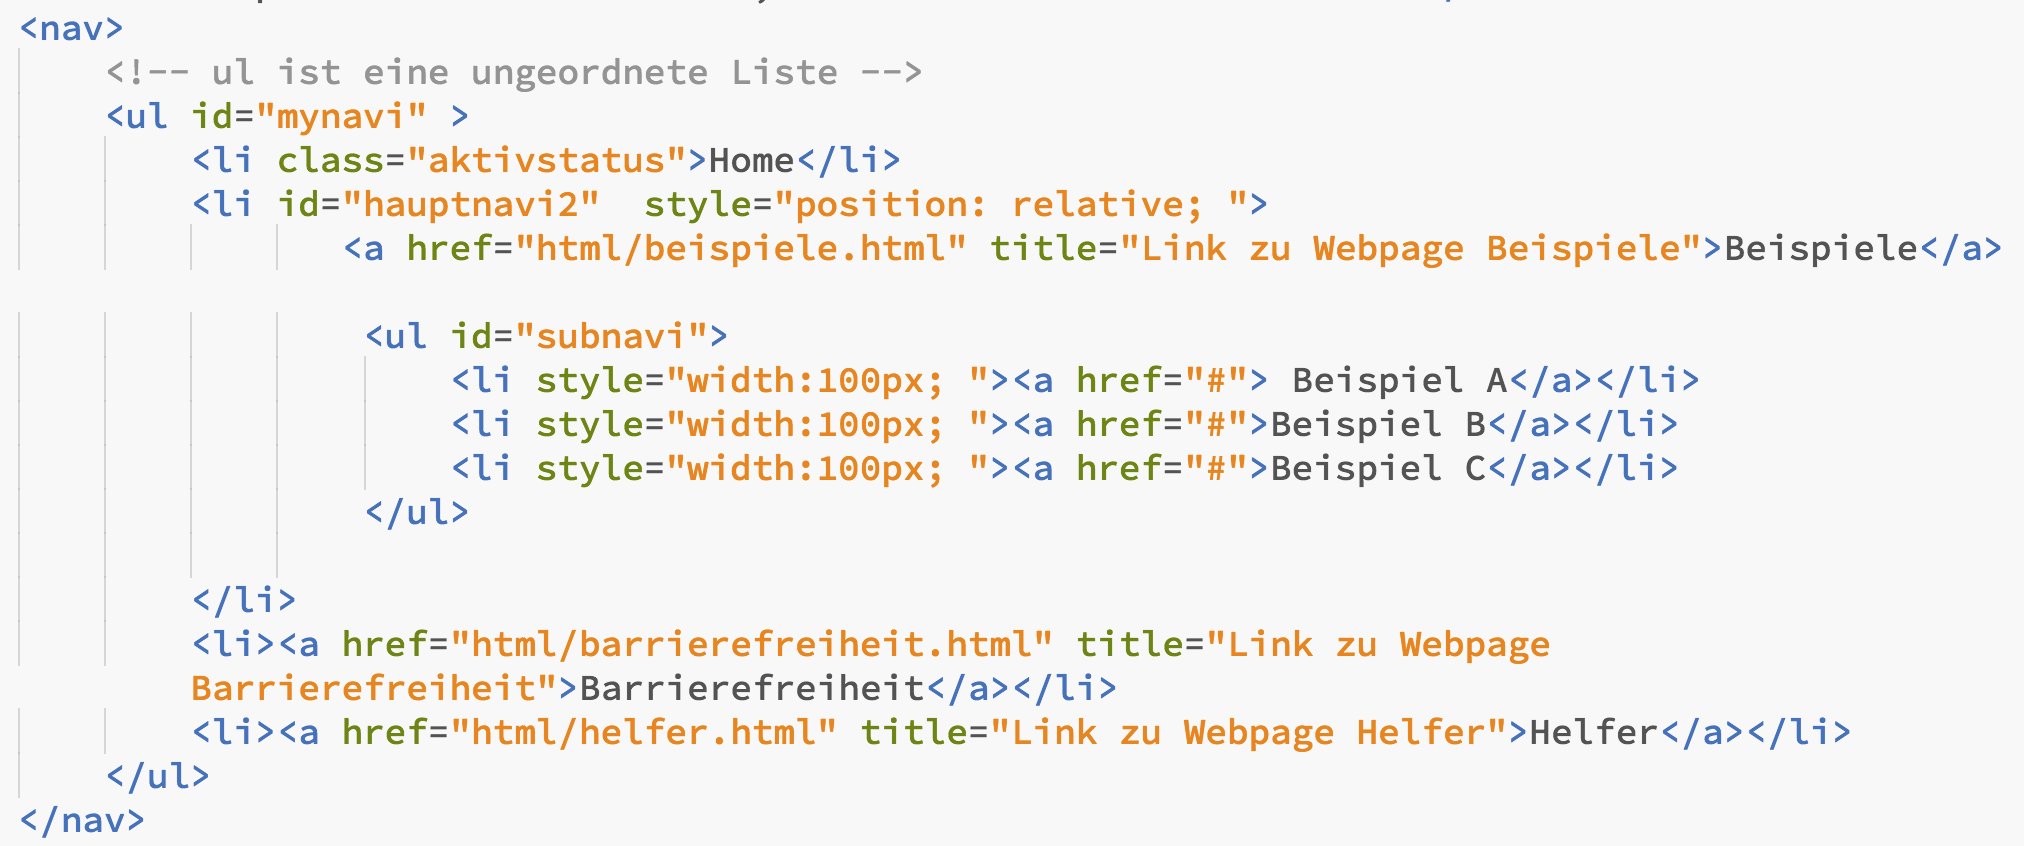 <nav>
<!-- ul ist eine ungeordnete Liste -->
<ul id="mynavi" >
<li class="aktivstatus">Home</li>
<li id="hauptnavi2"  style="position: relative; ">
<a href="html/beispiele.html" title="Link zu Webpage Beispiele">Beispiele</a>
<ul id="subnavi">
<li style="width:100px; "><a href="#"> Beispiel A</a></li>
<li style="width:100px; "><a href="#">Beispiel B</a></li>
<li style="width:100px; "><a href="#">Beispiel C</a></li>
</ul>
</li>
<li><a href="html/barrierefreiheit.html" title="Link zu Webpage
Barrierefreiheit">Barrierefreiheit</a></li>
<li><a href="html/helfer.html" title="Link zu Webpage Helfer">Helfer</a></li>
</ul>
</nav>